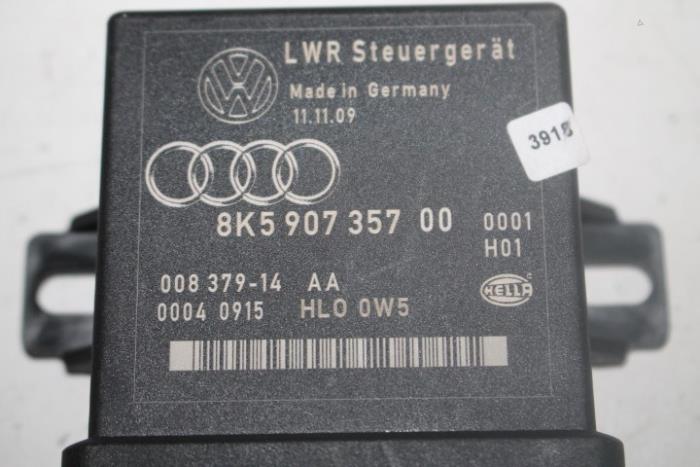 LWR Steuergerät
Made in Germany
11.11.09
8K5 907 357 00 0001
H01
008 379-14 AA
0004 0915 HLO 0W5
HELLA